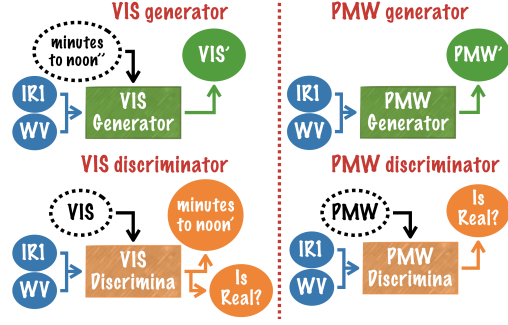 VIS generator
minutes
to noon''
VIS'
IR1
WV
VIS
Generator
PMW generator
PMW'
IR1
WV
PMW
Generator
VIS discriminator
VIS
minutes
to noon'
IR1
WV
VIS
Discrimina
Is
Real?
PMW discriminator
PMW
Is
Real?
IR1
WV
PMW
Discrimina